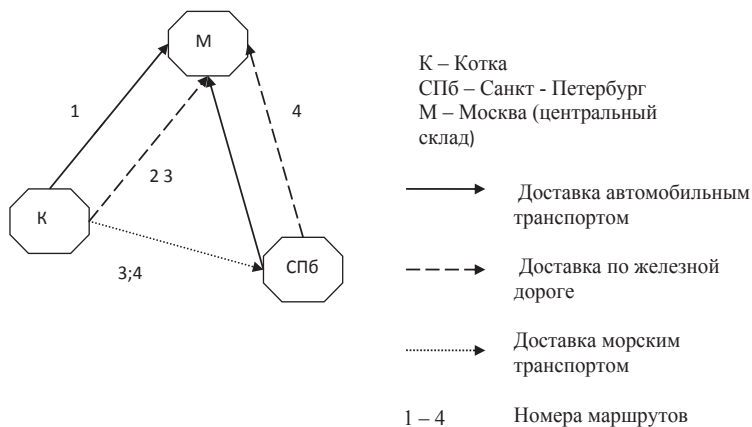 М
1
4
2 3
К
3;4
СПб
К – Котка
СПб – Санкт - Петербург
М – Москва (центральный
склад)
Доставка автомобильным
транспортом
Доставка по железной
дороге
Доставка морским
транспортом
1 – 4 Номера маршрутов